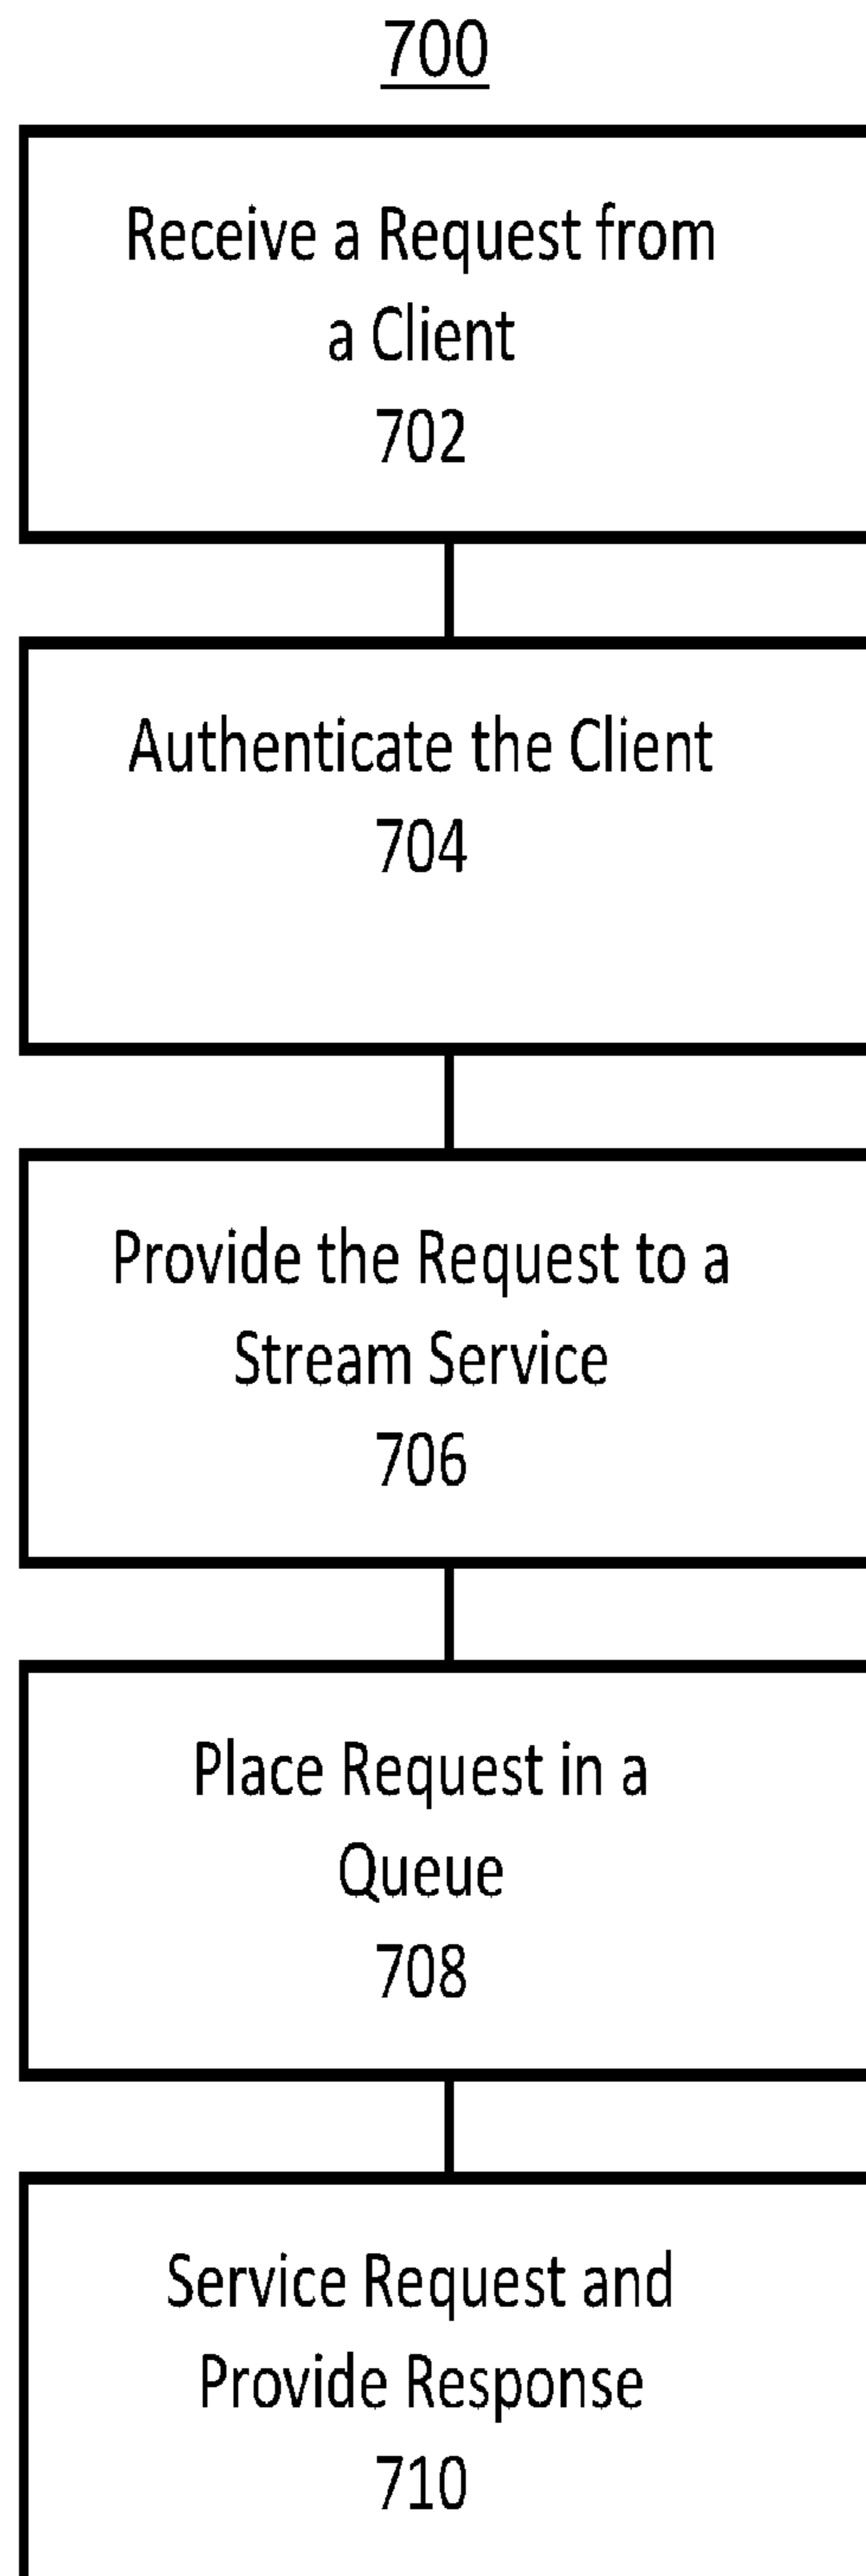 700
Receive a Request from
a Client
702
Authenticate the Client
704
Provide the Request to a
Stream Service
706
Place Request in a
Queue
708
Service Request and
Provide Response
710